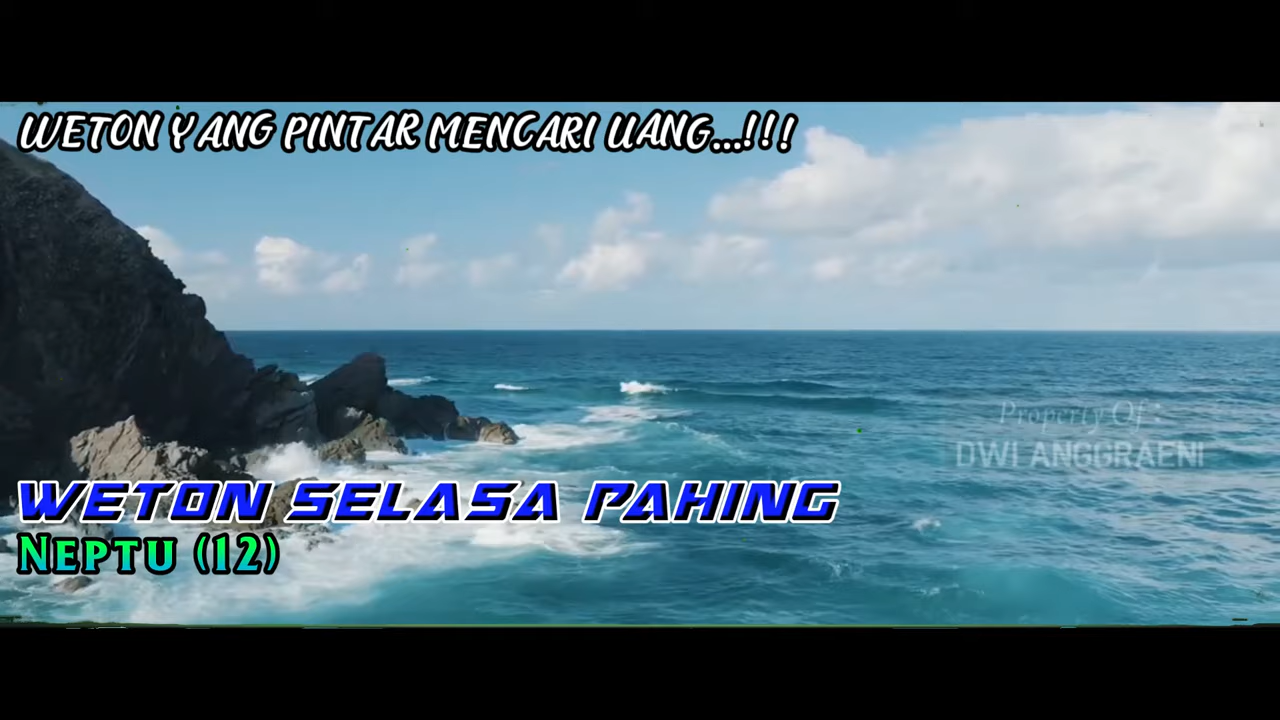 WETON YANG PINTAR MENCARI UANG...!!!
Property Of :
DWI ANGGRAENI
WETON SELASA PAHING
NEPTU (12)